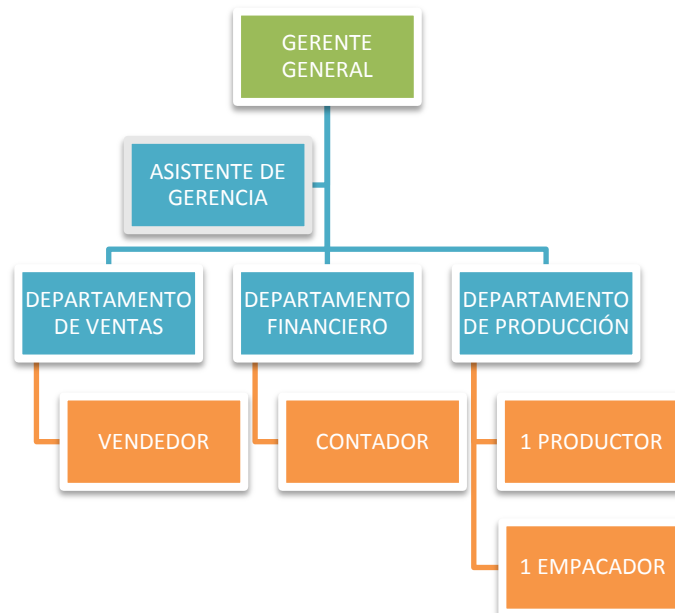 GERENTE
GENERAL
ASISTENTE DE
GERENCIA
DEPARTAMENTO
DE VENTAS
DEPARTAMENTO
FINANCIERO
DEPARTAMENTO
DE PRODUCCIÓN
VENDEDOR
CONTADOR
1 PRODUCTOR
1 EMPACADOR